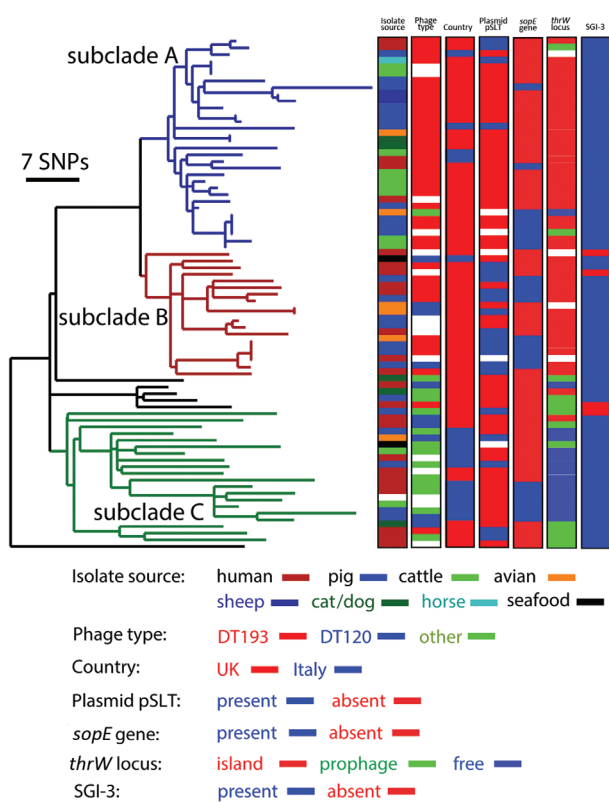 Isolate source
Phage type
Country
Plasmid pSLT
sopE gene
thrW locus
SGI-3
subclade A
7 SNPs
subclade B
subclade C
Isolate source: human pig cattle avian
sheep cat/dog horse seafood
Phage type: DT193 DT120 other
Country: UK Italy
Plasmid pSLT: present absent
sopE gene: present absent
thrW locus: island prophage free
SGI-3: present absent